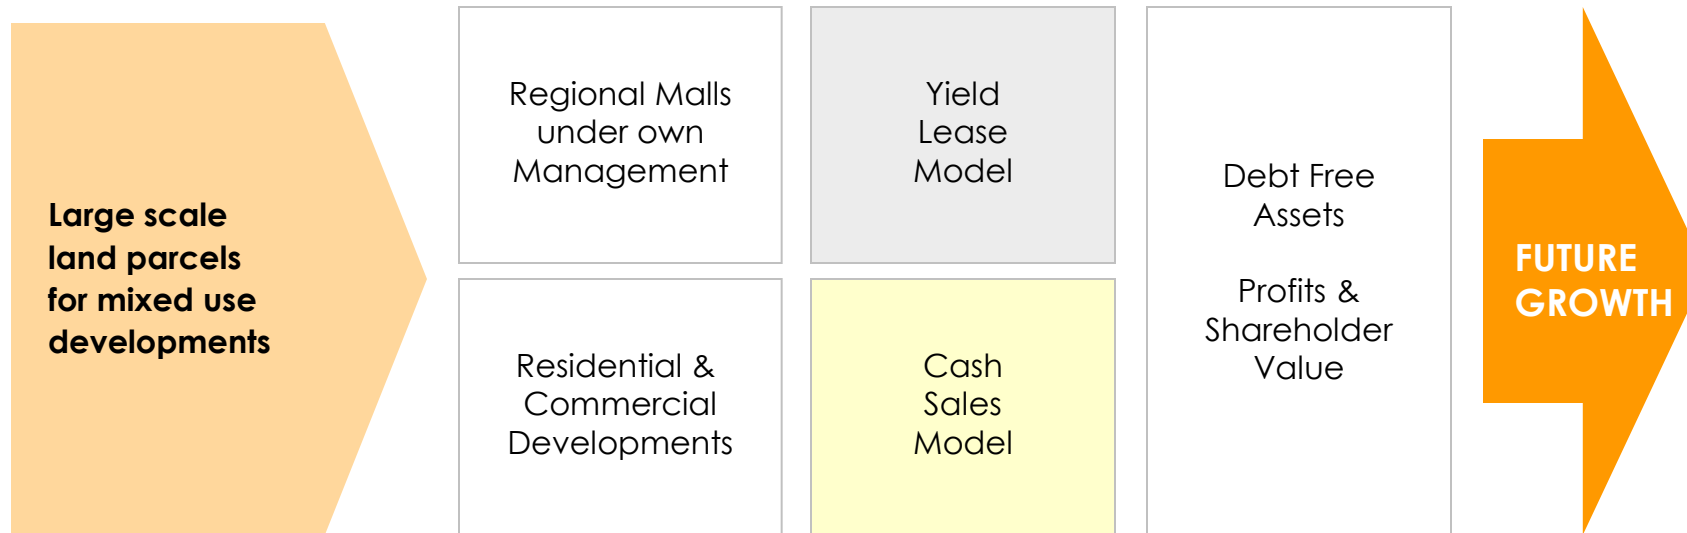 Large scale
land parcels
for mixed use
developments
Regional Malls
under own
Management
Residential &
Commercial
Developments
Yield
Lease
Model
Cash
Sales
Model
Debt Free
Assets
Profits &
Shareholder
Value
FUTURE
GROWTH